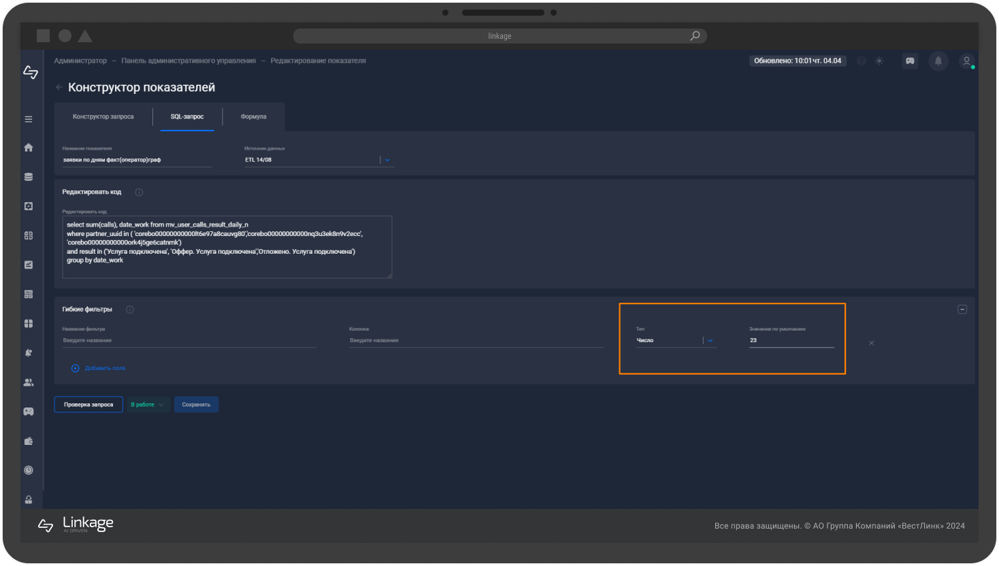 linkage
Администратор – Панель административного управления – Редактирование показателя
Обновлено: 10:01 чт. 04.04
Конструктор показателей
Конструктор запроса
SQL-запрос
Формула
Название показателя
Источник данных
заявки по дням факт(оператор)граф
ETL 14/08
Редактировать код
Редактировать код
select sum(calls), date_work from mv_user_calls_result_daily_n
where partner_uuid in ( 'corebo00000000000lt6e97a8cauvg80','corebo00000000000nq3u3ek8n9v2ecc',
'corebo00000000000ork4j5ge6catnmk')
and result in ('Услуга подключена', 'Оффер. Услуга подключена','Отложено. Услуга подключена')
group by date_work
Гибкие фильтры
Название фильтра
Колонка
Тип
Значение по умолчанию
Введите название
Введите название
Число
23
Добавить поля
Проверка запроса
В работе
Сохранить
Linkage
AI DRIVEN
Все права защищены. © АО Группа Компаний «ВестЛинк» 2024